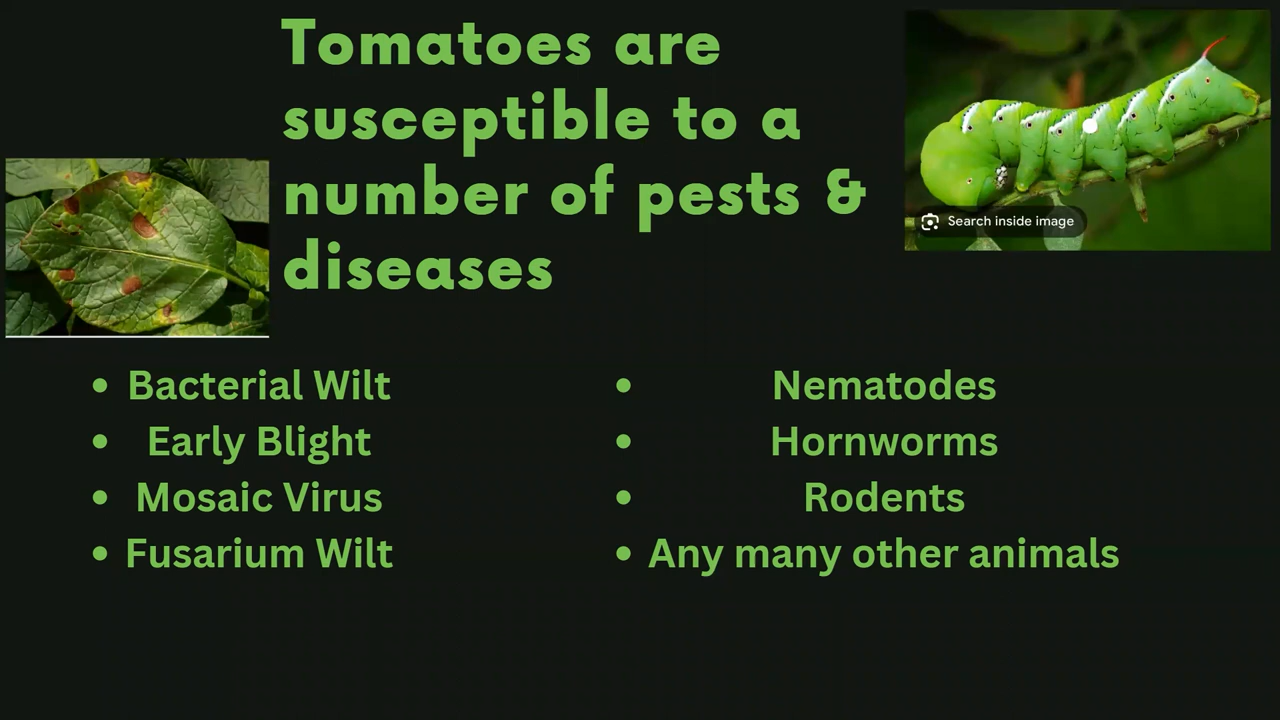 Tomatoes are
susceptible to a
number of pests &
diseases
Search inside image
• Bacterial Wilt
• Early Blight
• Mosaic Virus
• Fusarium Wilt
• Nematodes
• Hornworms
• Rodents
• Any many other animals